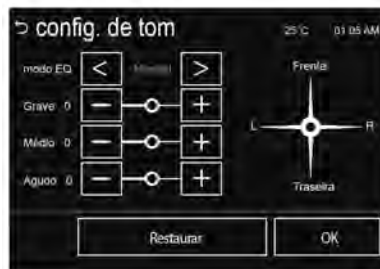 config. de tom 25°C 01:05 AM
modo EQ < Manual >
Frente
Grave 0 − +
L R
Médio 0 − +
Agudo 0 − +
Traseira
Restaurar OK